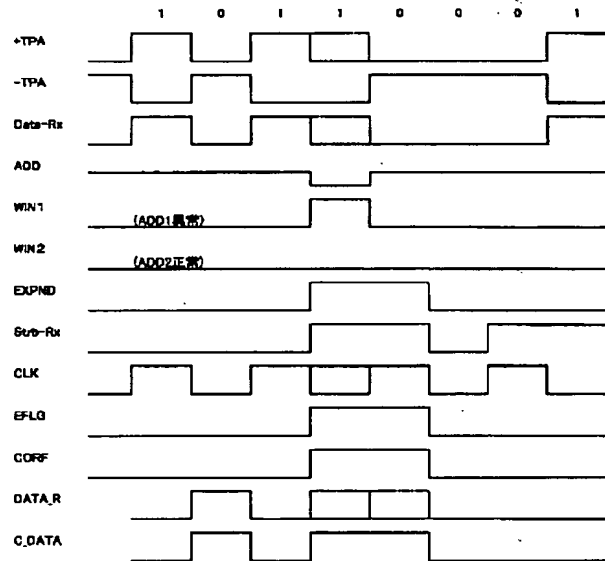 1 0 1 1 0 0 0 1
+TPA
-TPA
Data-Rx
ADD
WIN1
(ADD1異常)
WIN2
(ADD2正常)
EXPND
Strb-Rx
CLK
EFLG
CORF
DATA_R
C_DATA